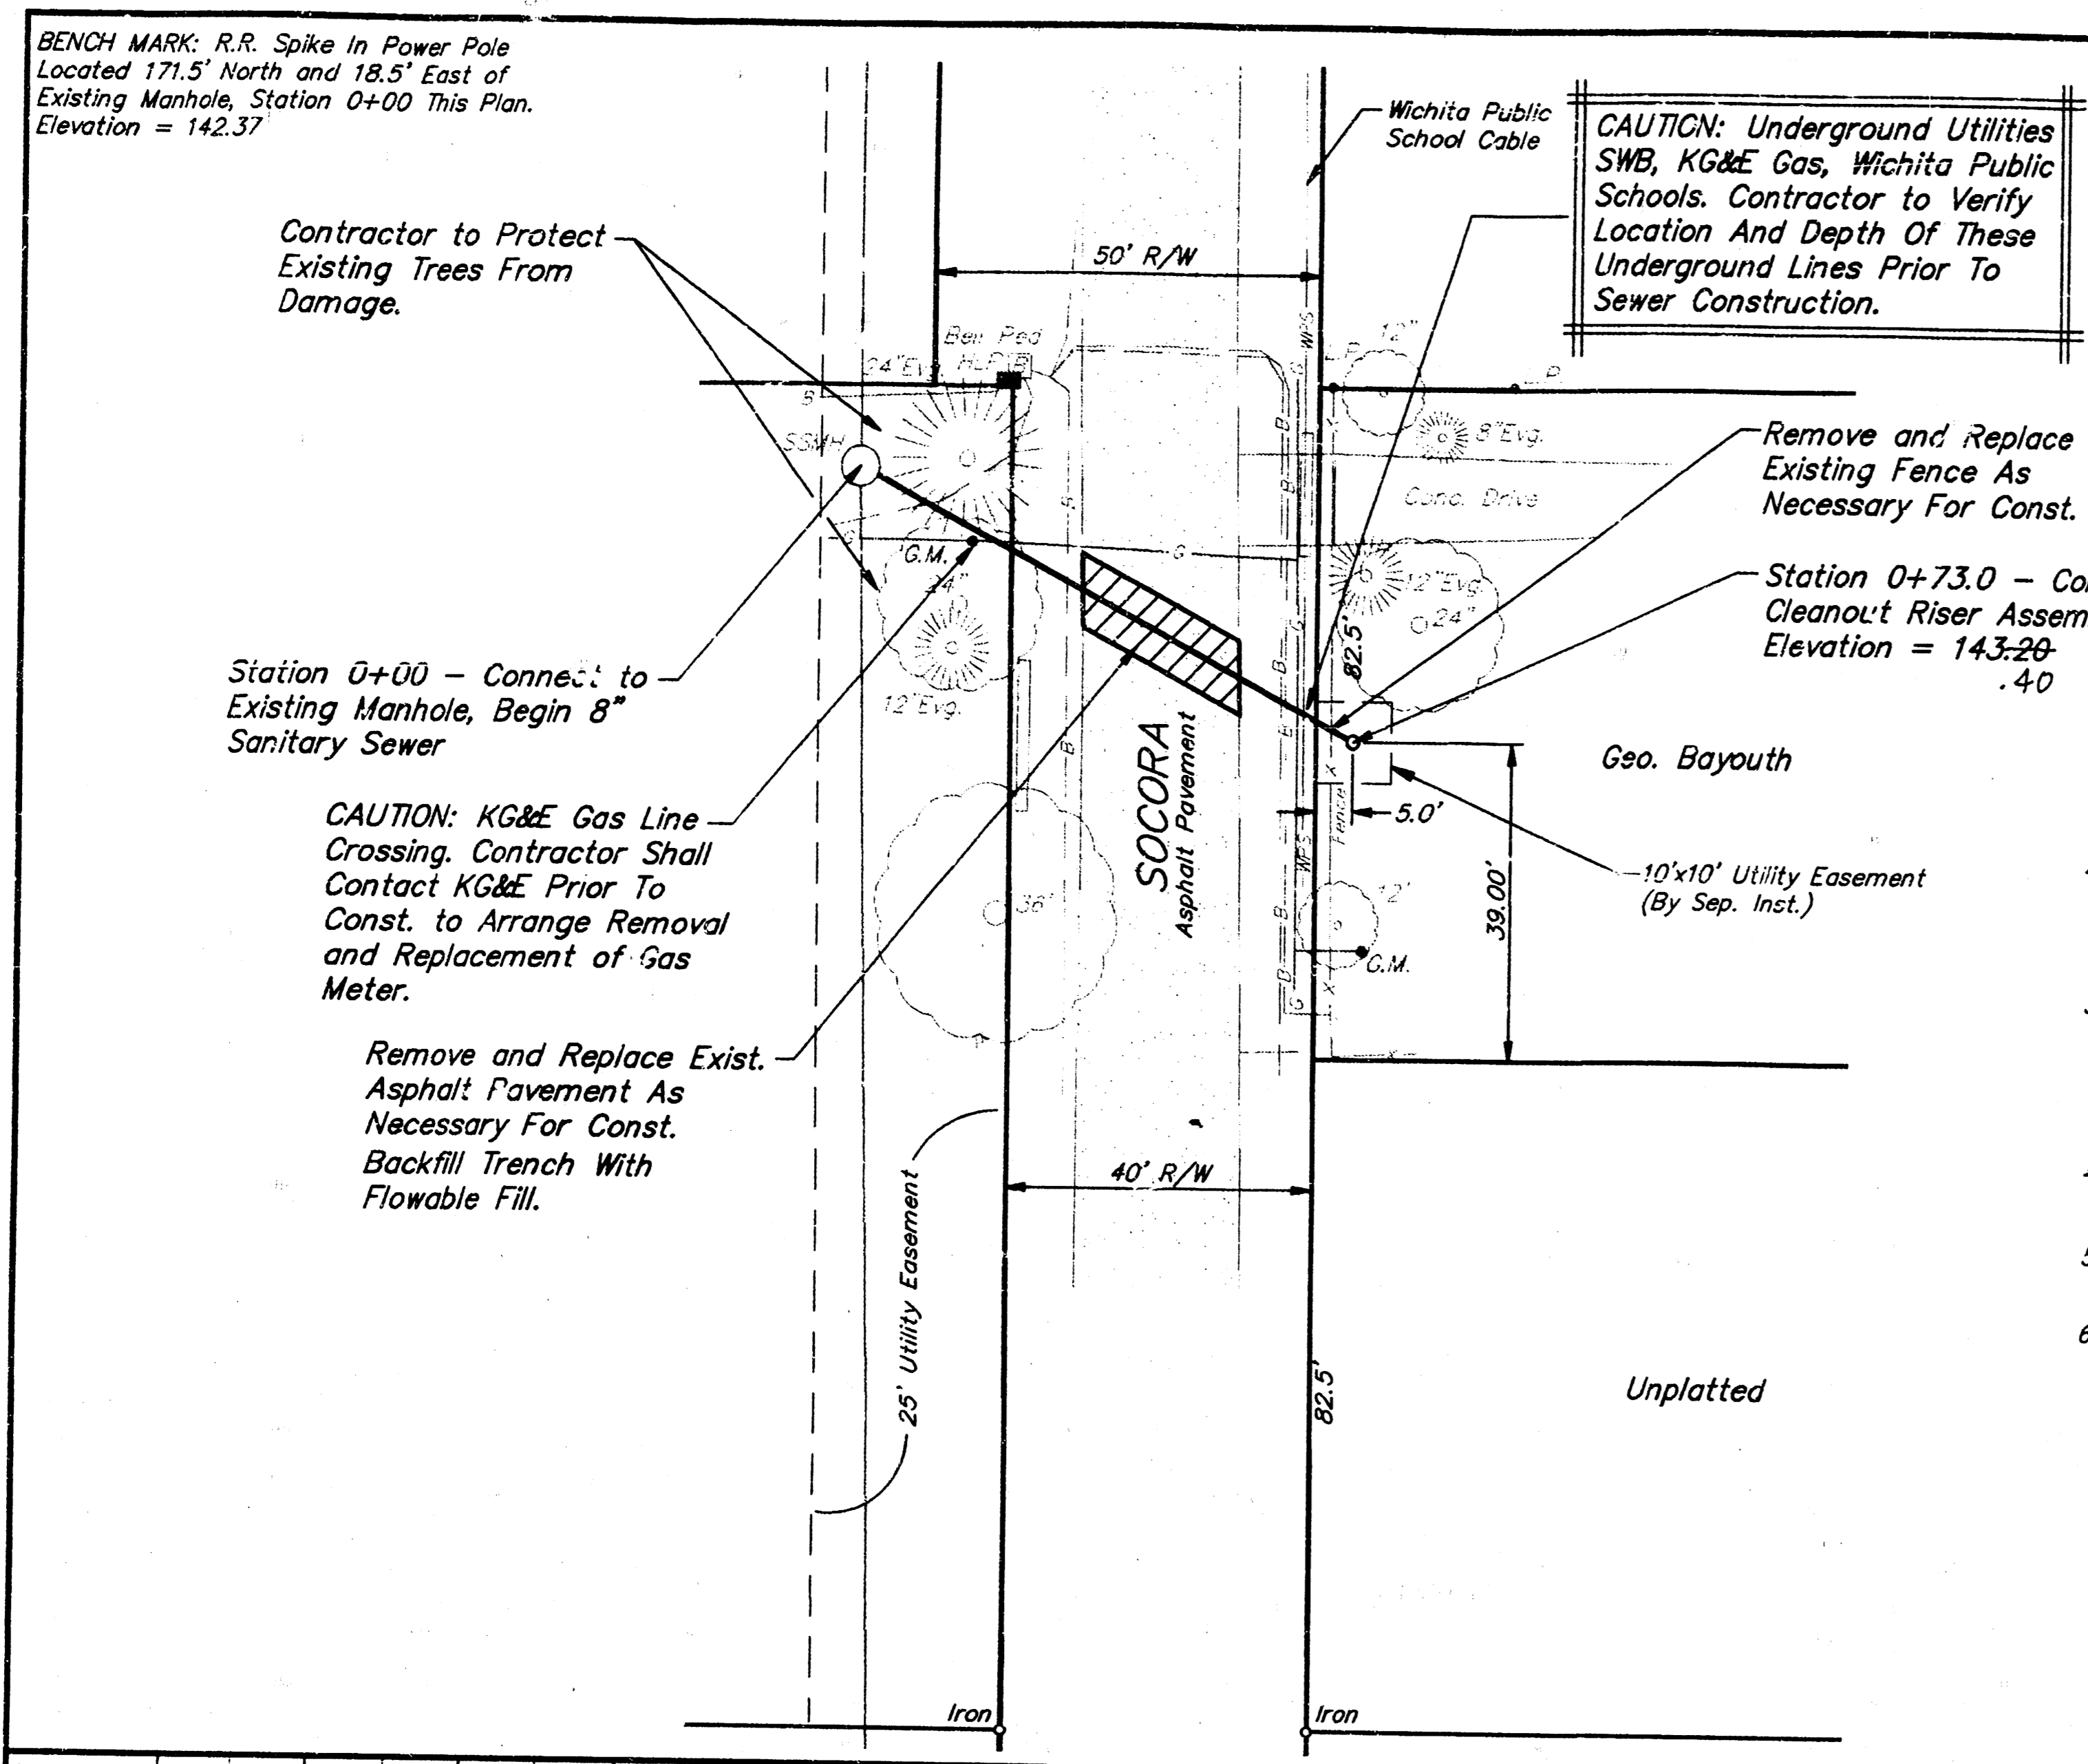 BENCH MARK: R.R. Spike In Power Pole
Located 171.5' North and 18.5' East of
Existing Manhole, Station 0+00 This Plan.
Elevation = 142.37
Wichita Public
School Cable
CAUTION: Underground Utilities
SWB, KG&E Gas, Wichita Public
Schools. Contractor to Verify
Location And Depth Of These
Underground Lines Prior To
Sewer Construction.
Contractor to Protect
Existing Trees From
Damage.
50' R/W
Bell Ped
24"Evg.
B
WPS
12"
L.P.
G
SSMH
8"Evg.
Remove and Replace
Existing Fence As
Necessary For Const.
Conc. Drive
G.M.
24"
12"Evg.
24"
Station 0+73.0 - Co
Cleanout Riser Assem
Elevation = 143.20
.40
82.5'
Station 0+00 - Connect to
Existing Manhole, Begin 8"
Sanitary Sewer
12"Evg.
SOCORA
Asphalt Pavement
Geo. Bayouth
CAUTION: KG&E Gas Line
Crossing. Contractor Shall
Contact KG&E Prior To
Const. to Arrange Removal
and Replacement of Gas
Meter.
Fence
5.0'
WPS
10'x10' Utility Easement
(By Sep. Inst.)
39.00'
36"
12'
G.M.
Remove and Replace Exist.
Asphalt Pavement As
Necessary For Const.
Backfill Trench With
Flowable Fill.
40' R/W
25' Utility Easement
82.5'
Unplatted
Iron
Iron